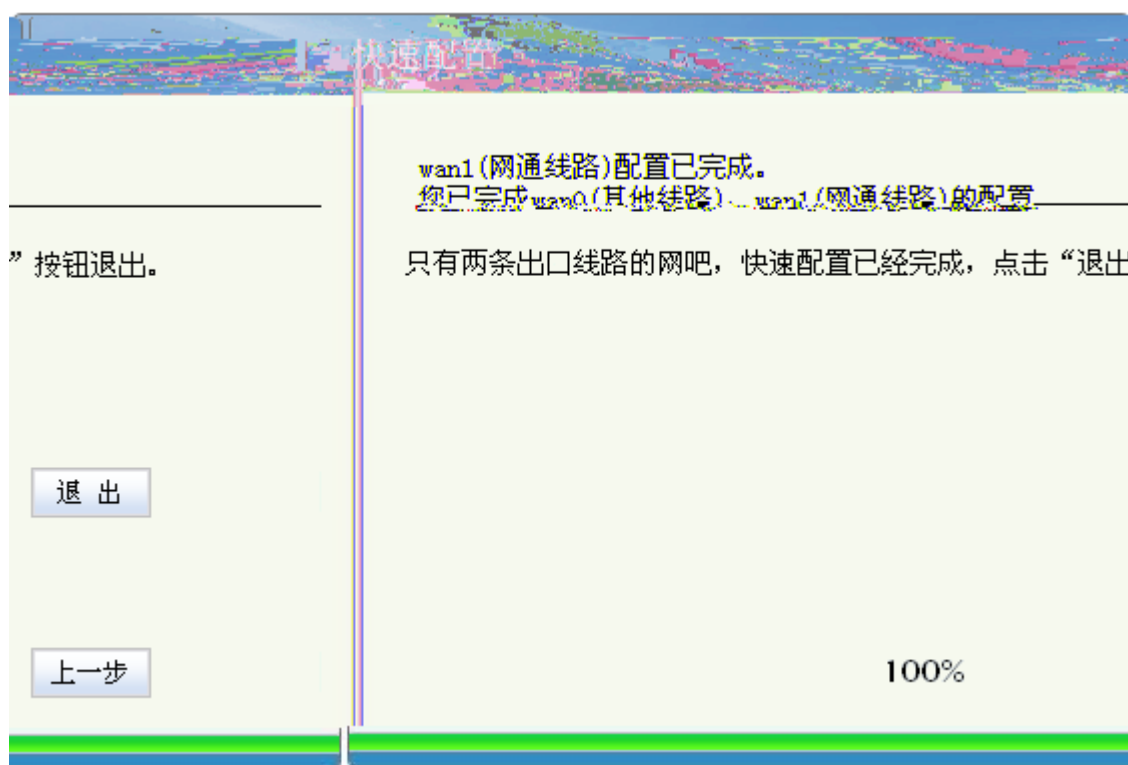 快速配置
wan1(网通线路)配置已完成。
您已完成wan0(其他线路)、wan1(网通线路)的配置
”按钮退出。
只有两条出口线路的网吧，快速配置已经完成，点击“退出
退 出
上一步
100%